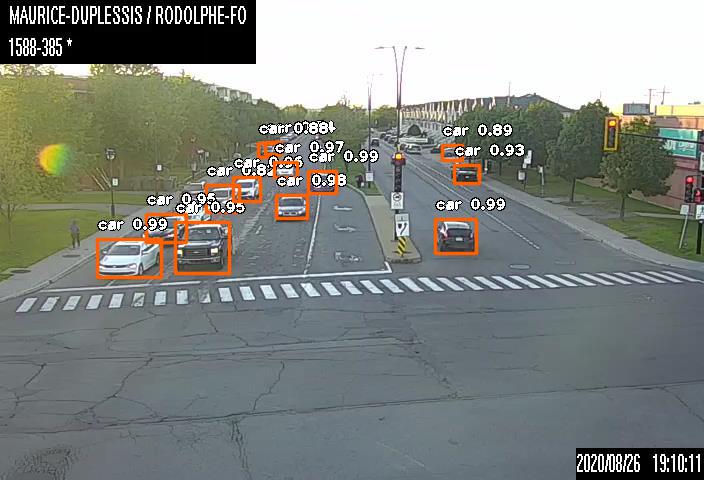 MAURICE-DUPLESSIS / RODOLPHE-FO
1588-385 *
car 0.89
car 0.97
car 0.99
car 0.93
car 0.98
car 0.99
car 0.95
car 0.99
2020/08/26 19:10:11